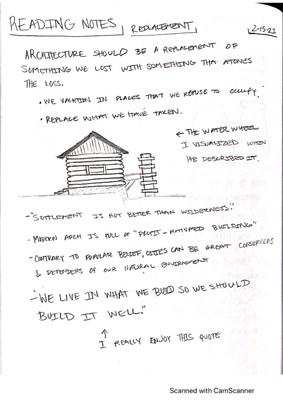 READING NOTES REPLACEMENT 2-15-21
ARCHITECTURE SHOULD BE A REPLACEMENT OF
SOMETHING WE LOST WITH SOMETHING THAT ATONES
THE LOSS.
• WE VACATION IN PLACES THAT WE REFUSE TO OCCUPY.
• REPLACE WHAT WE HAVE TAKEN.
← THE WATER WHEEL
I VISUALIZED WHEN
HE DESCRIBED IT.
- "SETTLEMENT IS NOT BETTER THAN WILDERNESS."
- MODERN ARCH IS FULL OF "PROFIT-MOTIVATED BUILDING"
- CONTRARY TO POPULAR BELIEF, CITIES CAN BE GREAT CONSERVERS
& DEFENDERS OF OUR NATURAL
- "WE LIVE IN WHAT WE BUILD SO WE SHOULD
BUILD IT WELL."
↑
I REALLY ENJOY THIS QUOTE
Scanned with CamScanner